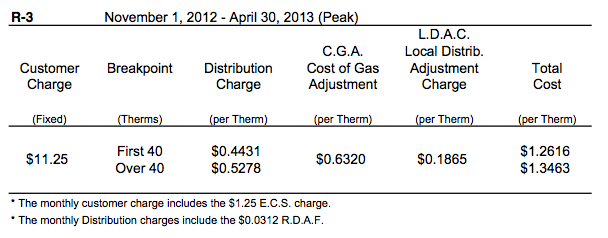 R-3 November 1, 2012 - April 30, 2013 (Peak)
L.D.A.C.
C.G.A. Local Distrib.
Customer Breakpoint Distribution Cost of Gas Adjustment Total
Charge Charge Adjustment Charge Cost
(Fixed) (Therms) (per Therm) (per Therm) (per Therm) (per Therm)
First 40 $0.4431 $1.2616
$11.25 $0.6320 $0.1865
Over 40 $0.5278 $1.3463
* The monthly customer charge includes the $1.25 E.C.S. charge.
* The monthly Distribution charges include the $0.0312 R.D.A.F.